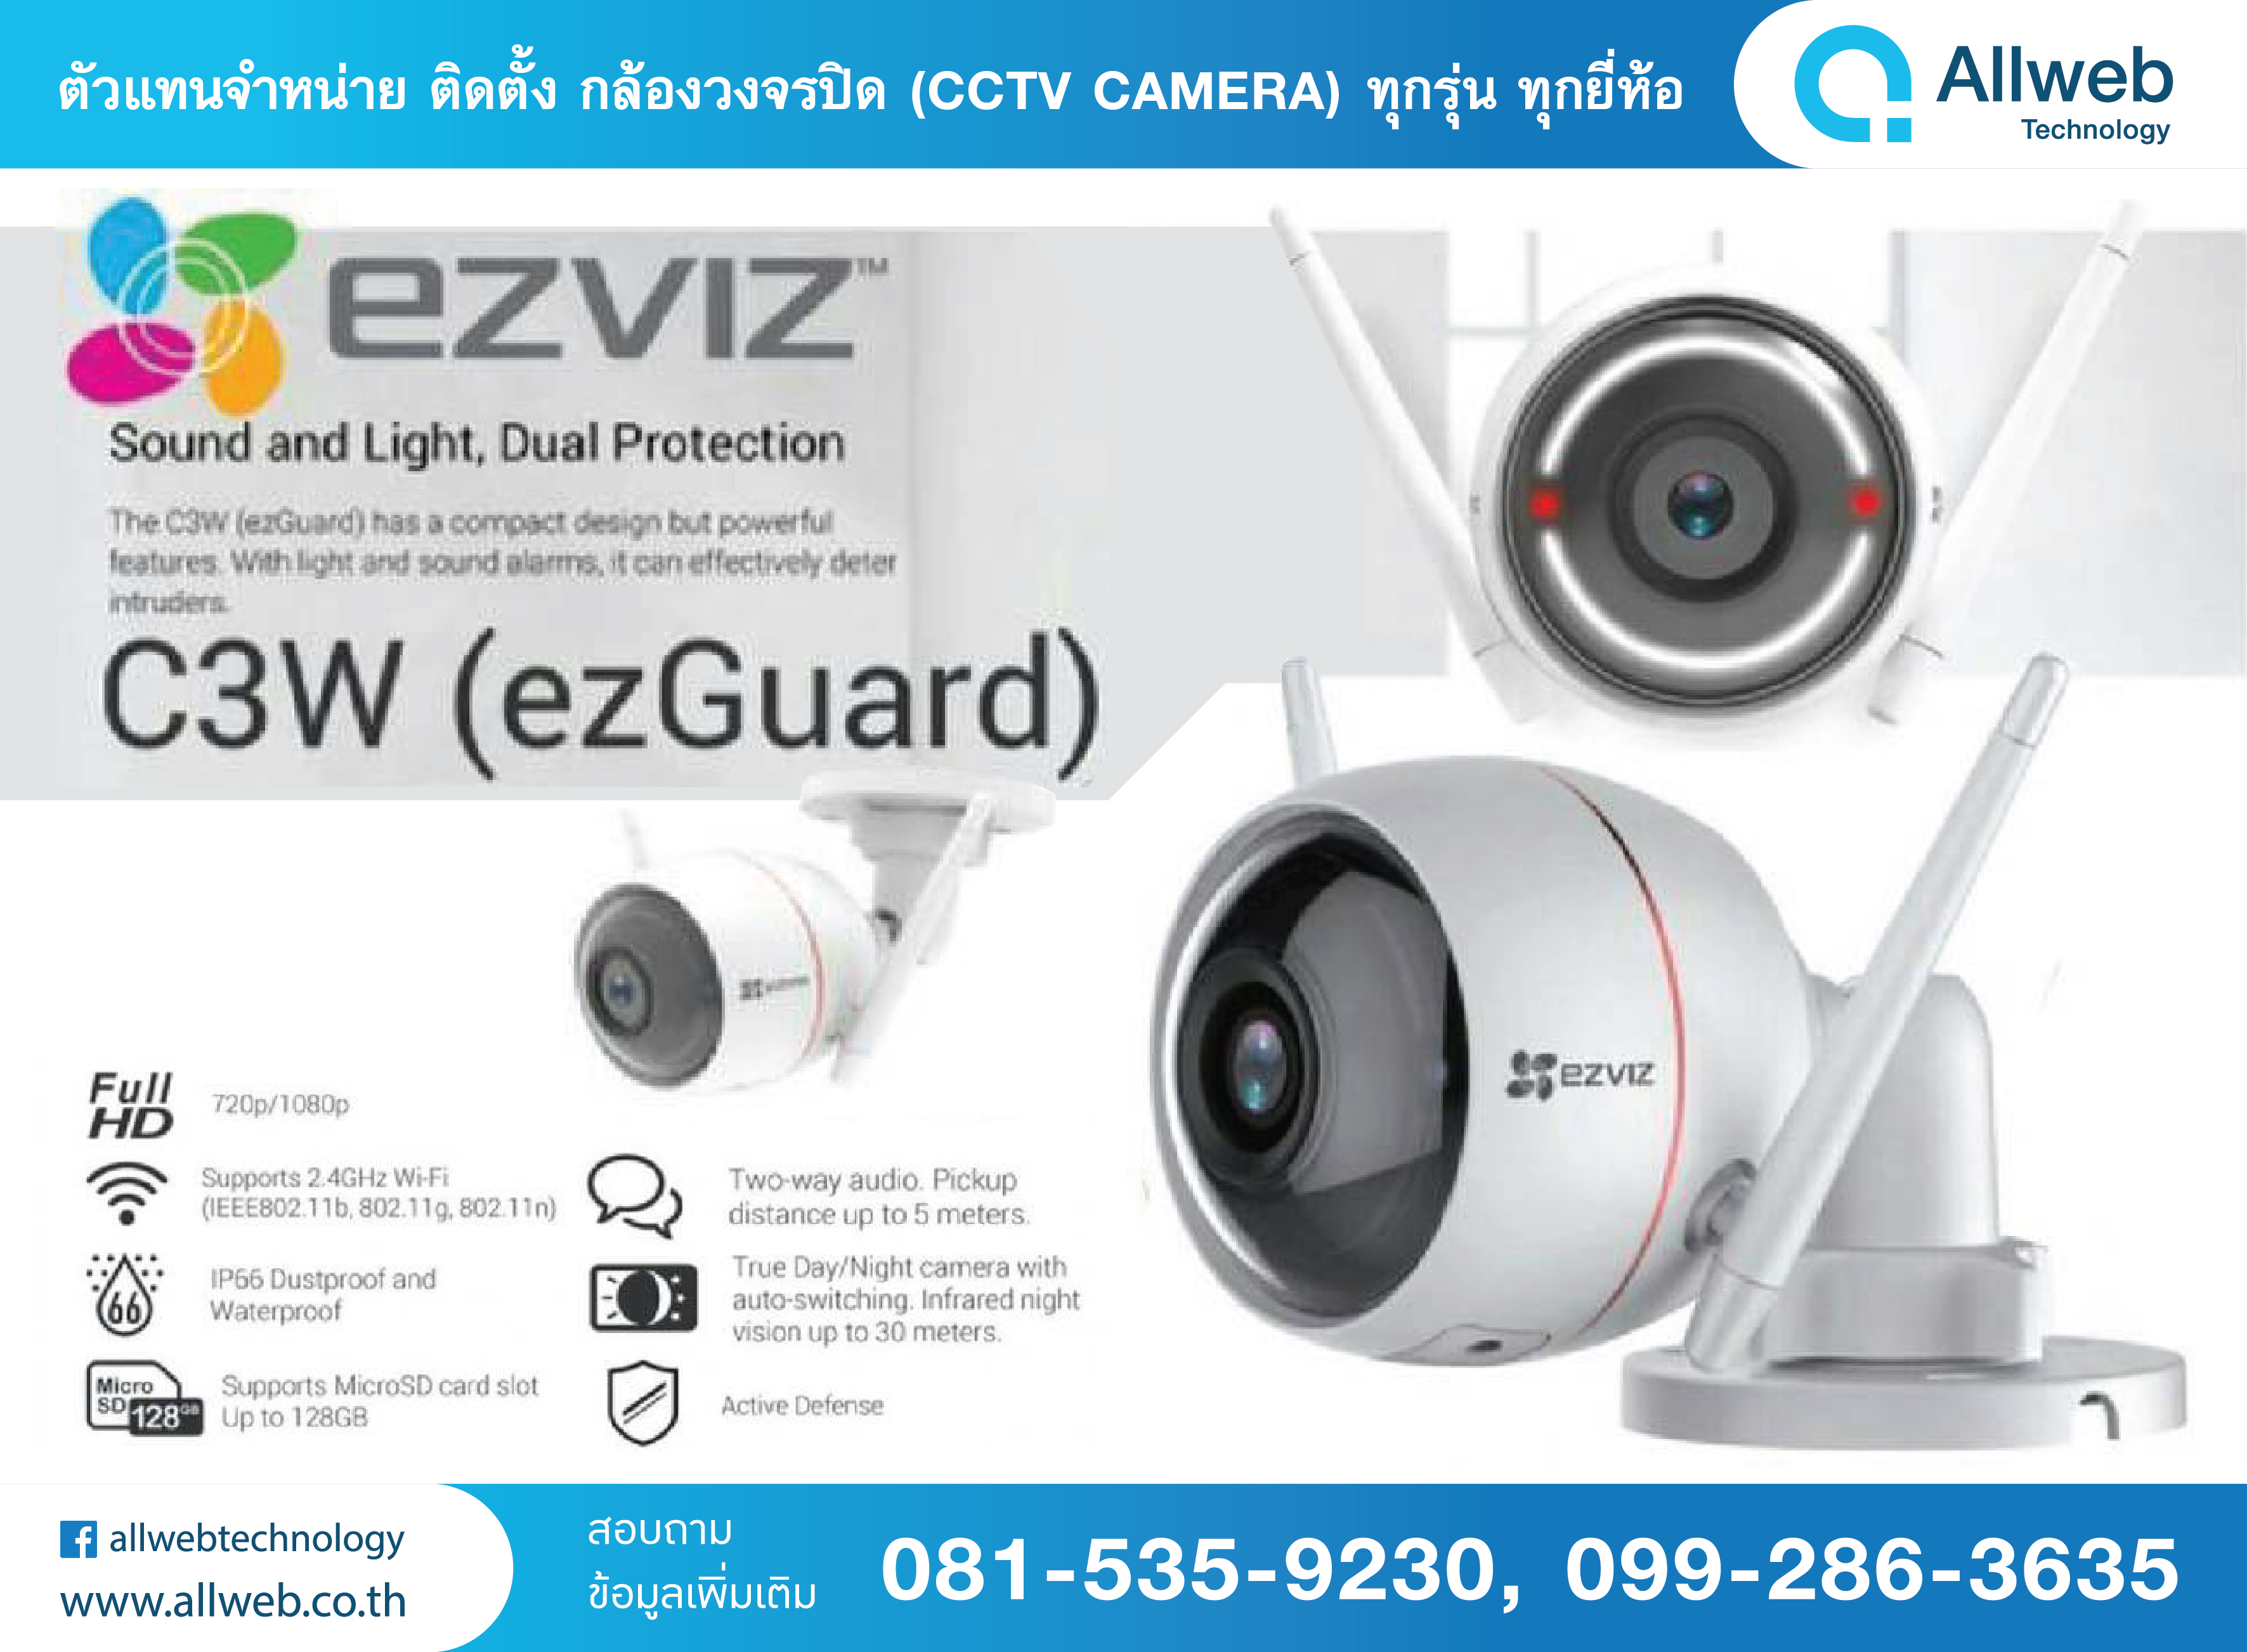 ตัวแทนจำหน่าย ติดตั้ง กล้องวงจรปิด (CCTV CAMERA) ทุกรุ่น ทุกยี่ห้อ
Allweb
Technology
ezviz™
Sound and Light, Dual Protection
The C3W (ezGuard) has a compact design but powerful
features. With light and sound alarms, it can effectively deter
intruders.
C3W (ezGuard)
Full
HD
720p/1080p
Supports 2.4GHz Wi-Fi
(IEEE802.11b, 802.11g, 802.11n)
66
IP66 Dustproof and
Waterproof
Micro
SD 128GB
Supports MicroSD card slot
Up to 128GB
Two-way audio. Pickup
distance up to 5 meters.
True Day/Night camera with
auto-switching. Infrared night
vision up to 30 meters.
Active Defense
ezviz
allwebtechnology
www.allweb.co.th
สอบถาม
ข้อมูลเพิ่มเติม
081-535-9230, 099-286-3635